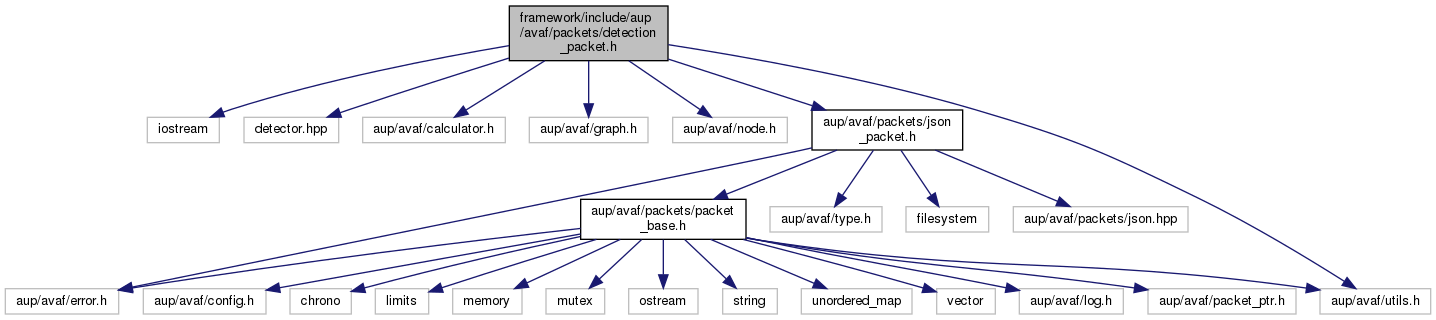 framework/include/aup
/avaf/packets/detection
_packet.h
iostream
detector.hpp
aup/avaf/calculator.h
aup/avaf/graph.h
aup/avaf/node.h
aup/avaf/packets/json
_packet.h
aup/avaf/packets/packet
_base.h
aup/avaf/type.h
filesystem
aup/avaf/packets/json.hpp
aup/avaf/error.h
aup/avaf/config.h
chrono
limits
memory
mutex
ostream
string
unordered_map
vector
aup/avaf/log.h
aup/avaf/packet_ptr.h
aup/avaf/utils.h